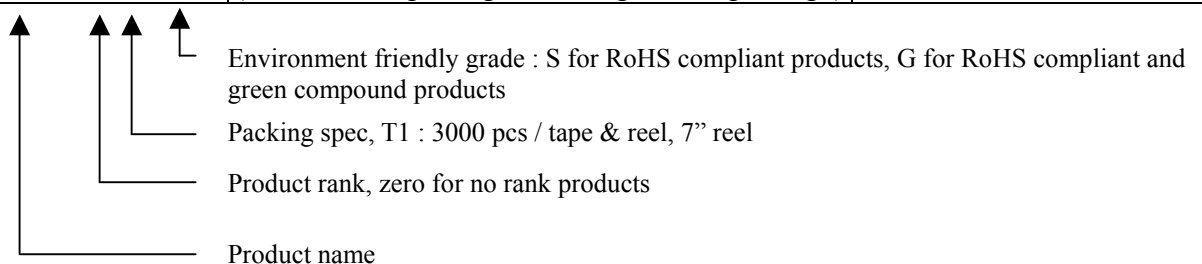 Environment friendly grade : S for RoHS compliant products, G for RoHS compliant and
green compound products
Packing spec, T1 : 3000 pcs / tape & reel, 7” reel
Product rank, zero for no rank products
Product name